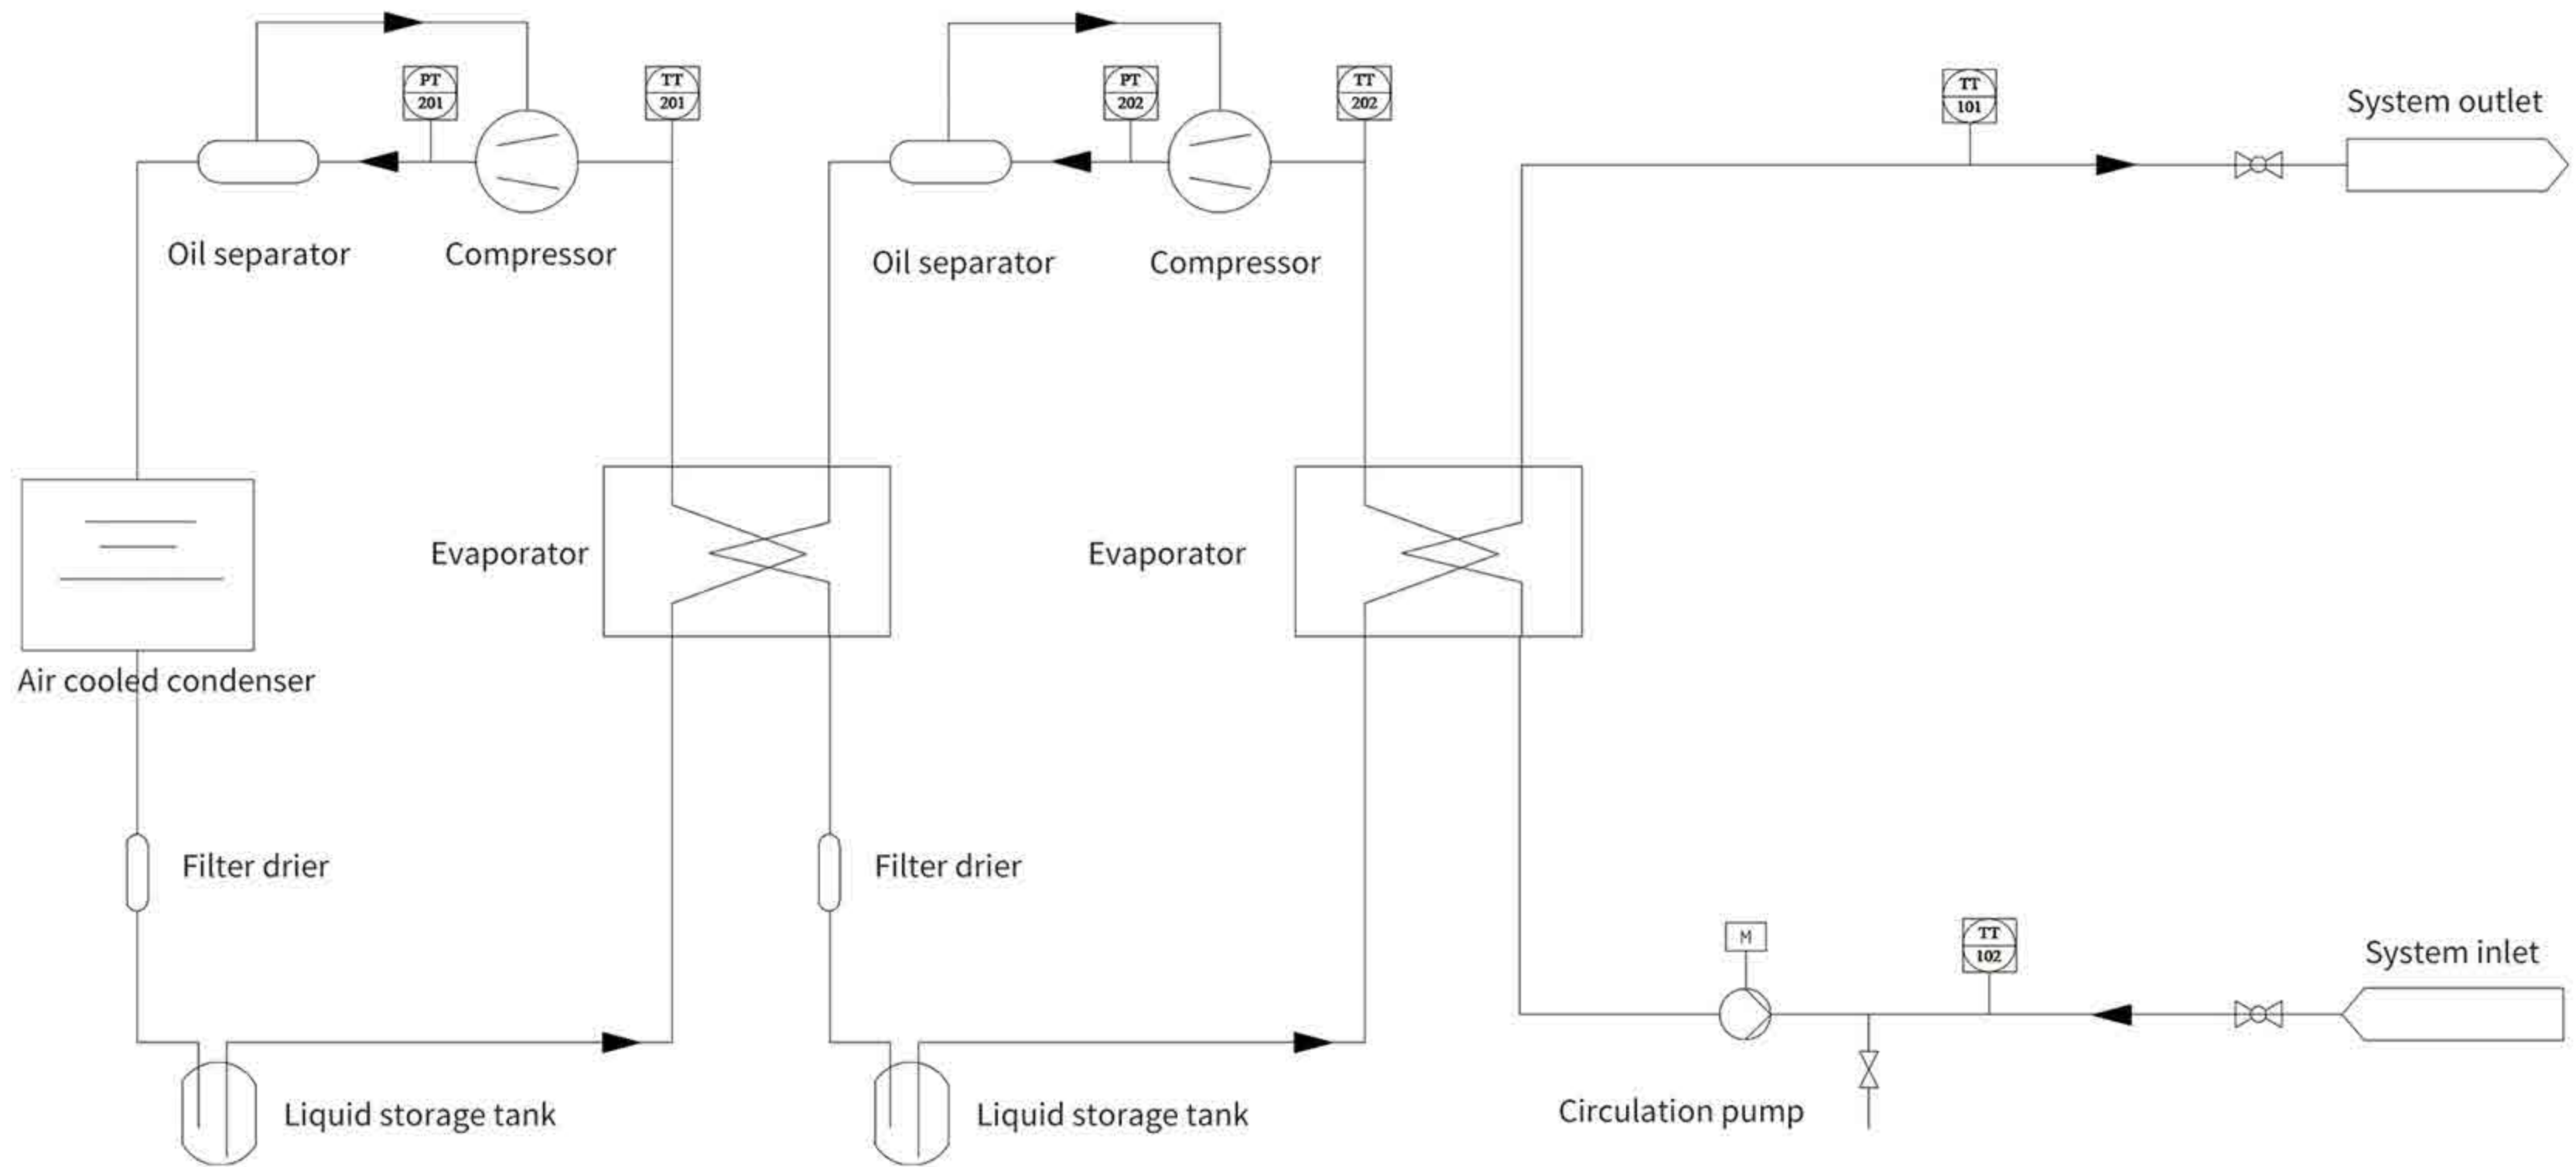 PT
201
TT
201
PT
202
TT
202
TT
101
System outlet
Oil separator
Compressor
Oil separator
Compressor
Evaporator
Evaporator
Air cooled condenser
Filter drier
Filter drier
M
TT
102
System inlet
Liquid storage tank
Liquid storage tank
Circulation pump